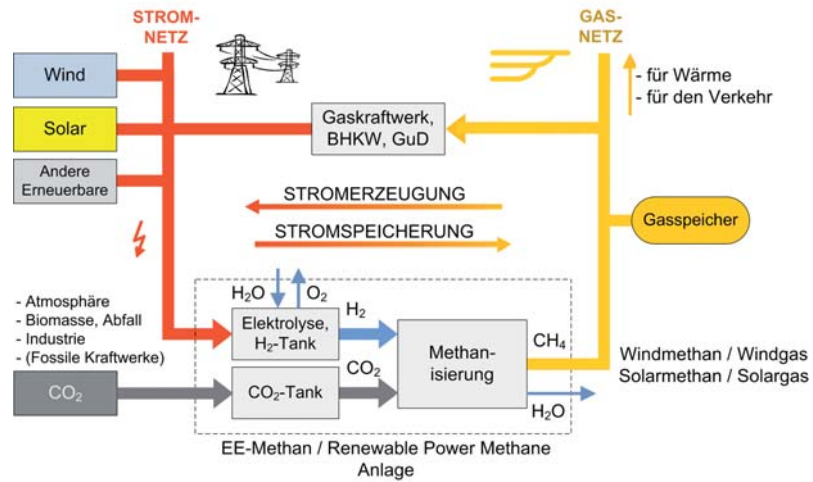 STROM-
NETZ
GAS-
NETZ
Wind
Solar
Andere
Erneuerbare
Gaskraftwerk,
BHKW, GuD
- für Wärme
- für den Verkehr
STROMERZEUGUNG
STROMSPEICHERUNG
Gasspeicher
- Atmosphäre
- Biomasse, Abfall
- Industrie
- (Fossile Kraftwerke)
CO₂
H₂O
O₂
Elektrolyse,
H₂-Tank
H₂
CO₂-Tank
CO₂
Methan-
isierung
CH₄
H₂O
Windmethan / Windgas
Solarmethan / Solargas
EE-Methan / Renewable Power Methane
Anlage